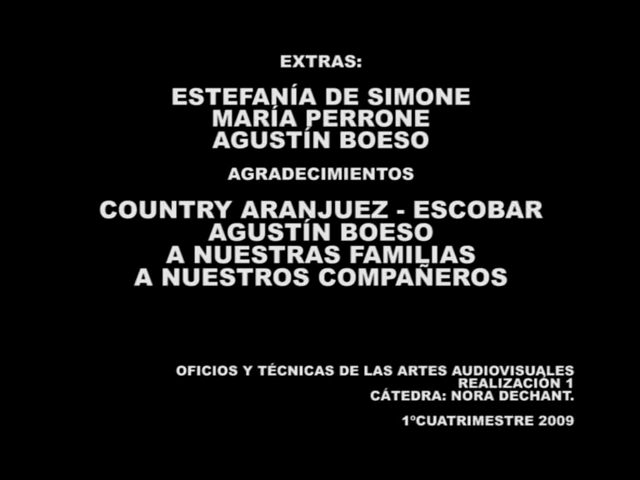 EXTRAS:
ESTEFANÍA DE SIMONE
MARÍA PERRONE
AGUSTÍN BOESO
AGRADECIMIENTOS
COUNTRY ARANJUEZ - ESCOBAR
AGUSTÍN BOESO
A NUESTRAS FAMILIAS
A NUESTROS COMPAÑEROS
OFICIOS Y TÉCNICAS DE LAS ARTES AUDIOVISUALES
REALIZACIÓN 1
CÁTEDRA: NORA DECHANT.
1ºCUATRIMESTRE 2009